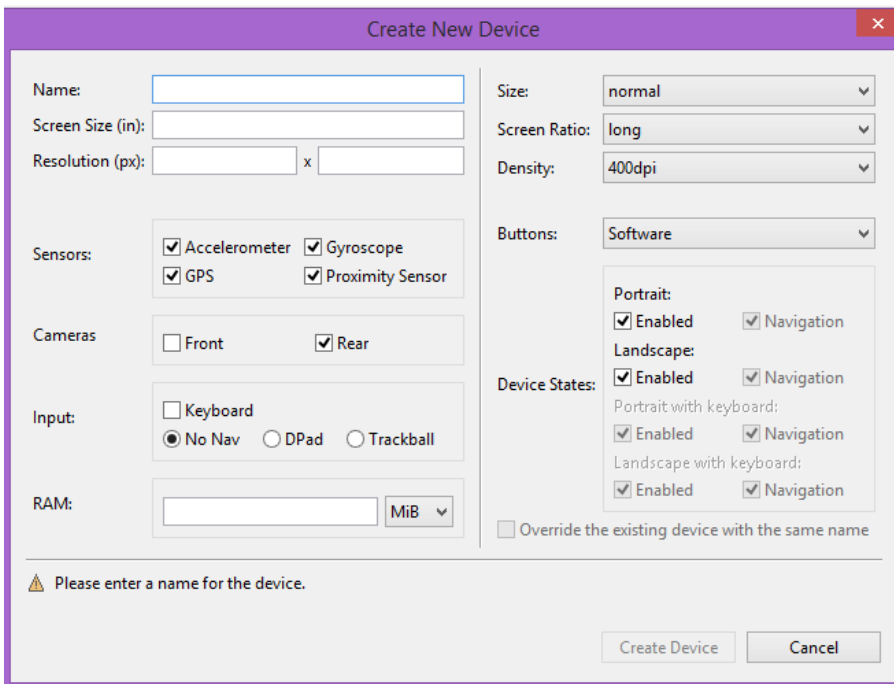 Create New Device
Name:
Screen Size (in):
Resolution (px): x
Sensors:
Accelerometer Gyroscope
GPS Proximity Sensor
Cameras
Front Rear
Input:
Keyboard
No Nav DPad Trackball
RAM:
MiB
Size: normal
Screen Ratio: long
Density: 400dpi
Buttons: Software
Device States:
Portrait:
Enabled Navigation
Landscape:
Enabled Navigation
Portrait with keyboard:
Enabled Navigation
Landscape with keyboard:
Enabled Navigation
Override the existing device with the same name
Please enter a name for the device.
Create Device Cancel